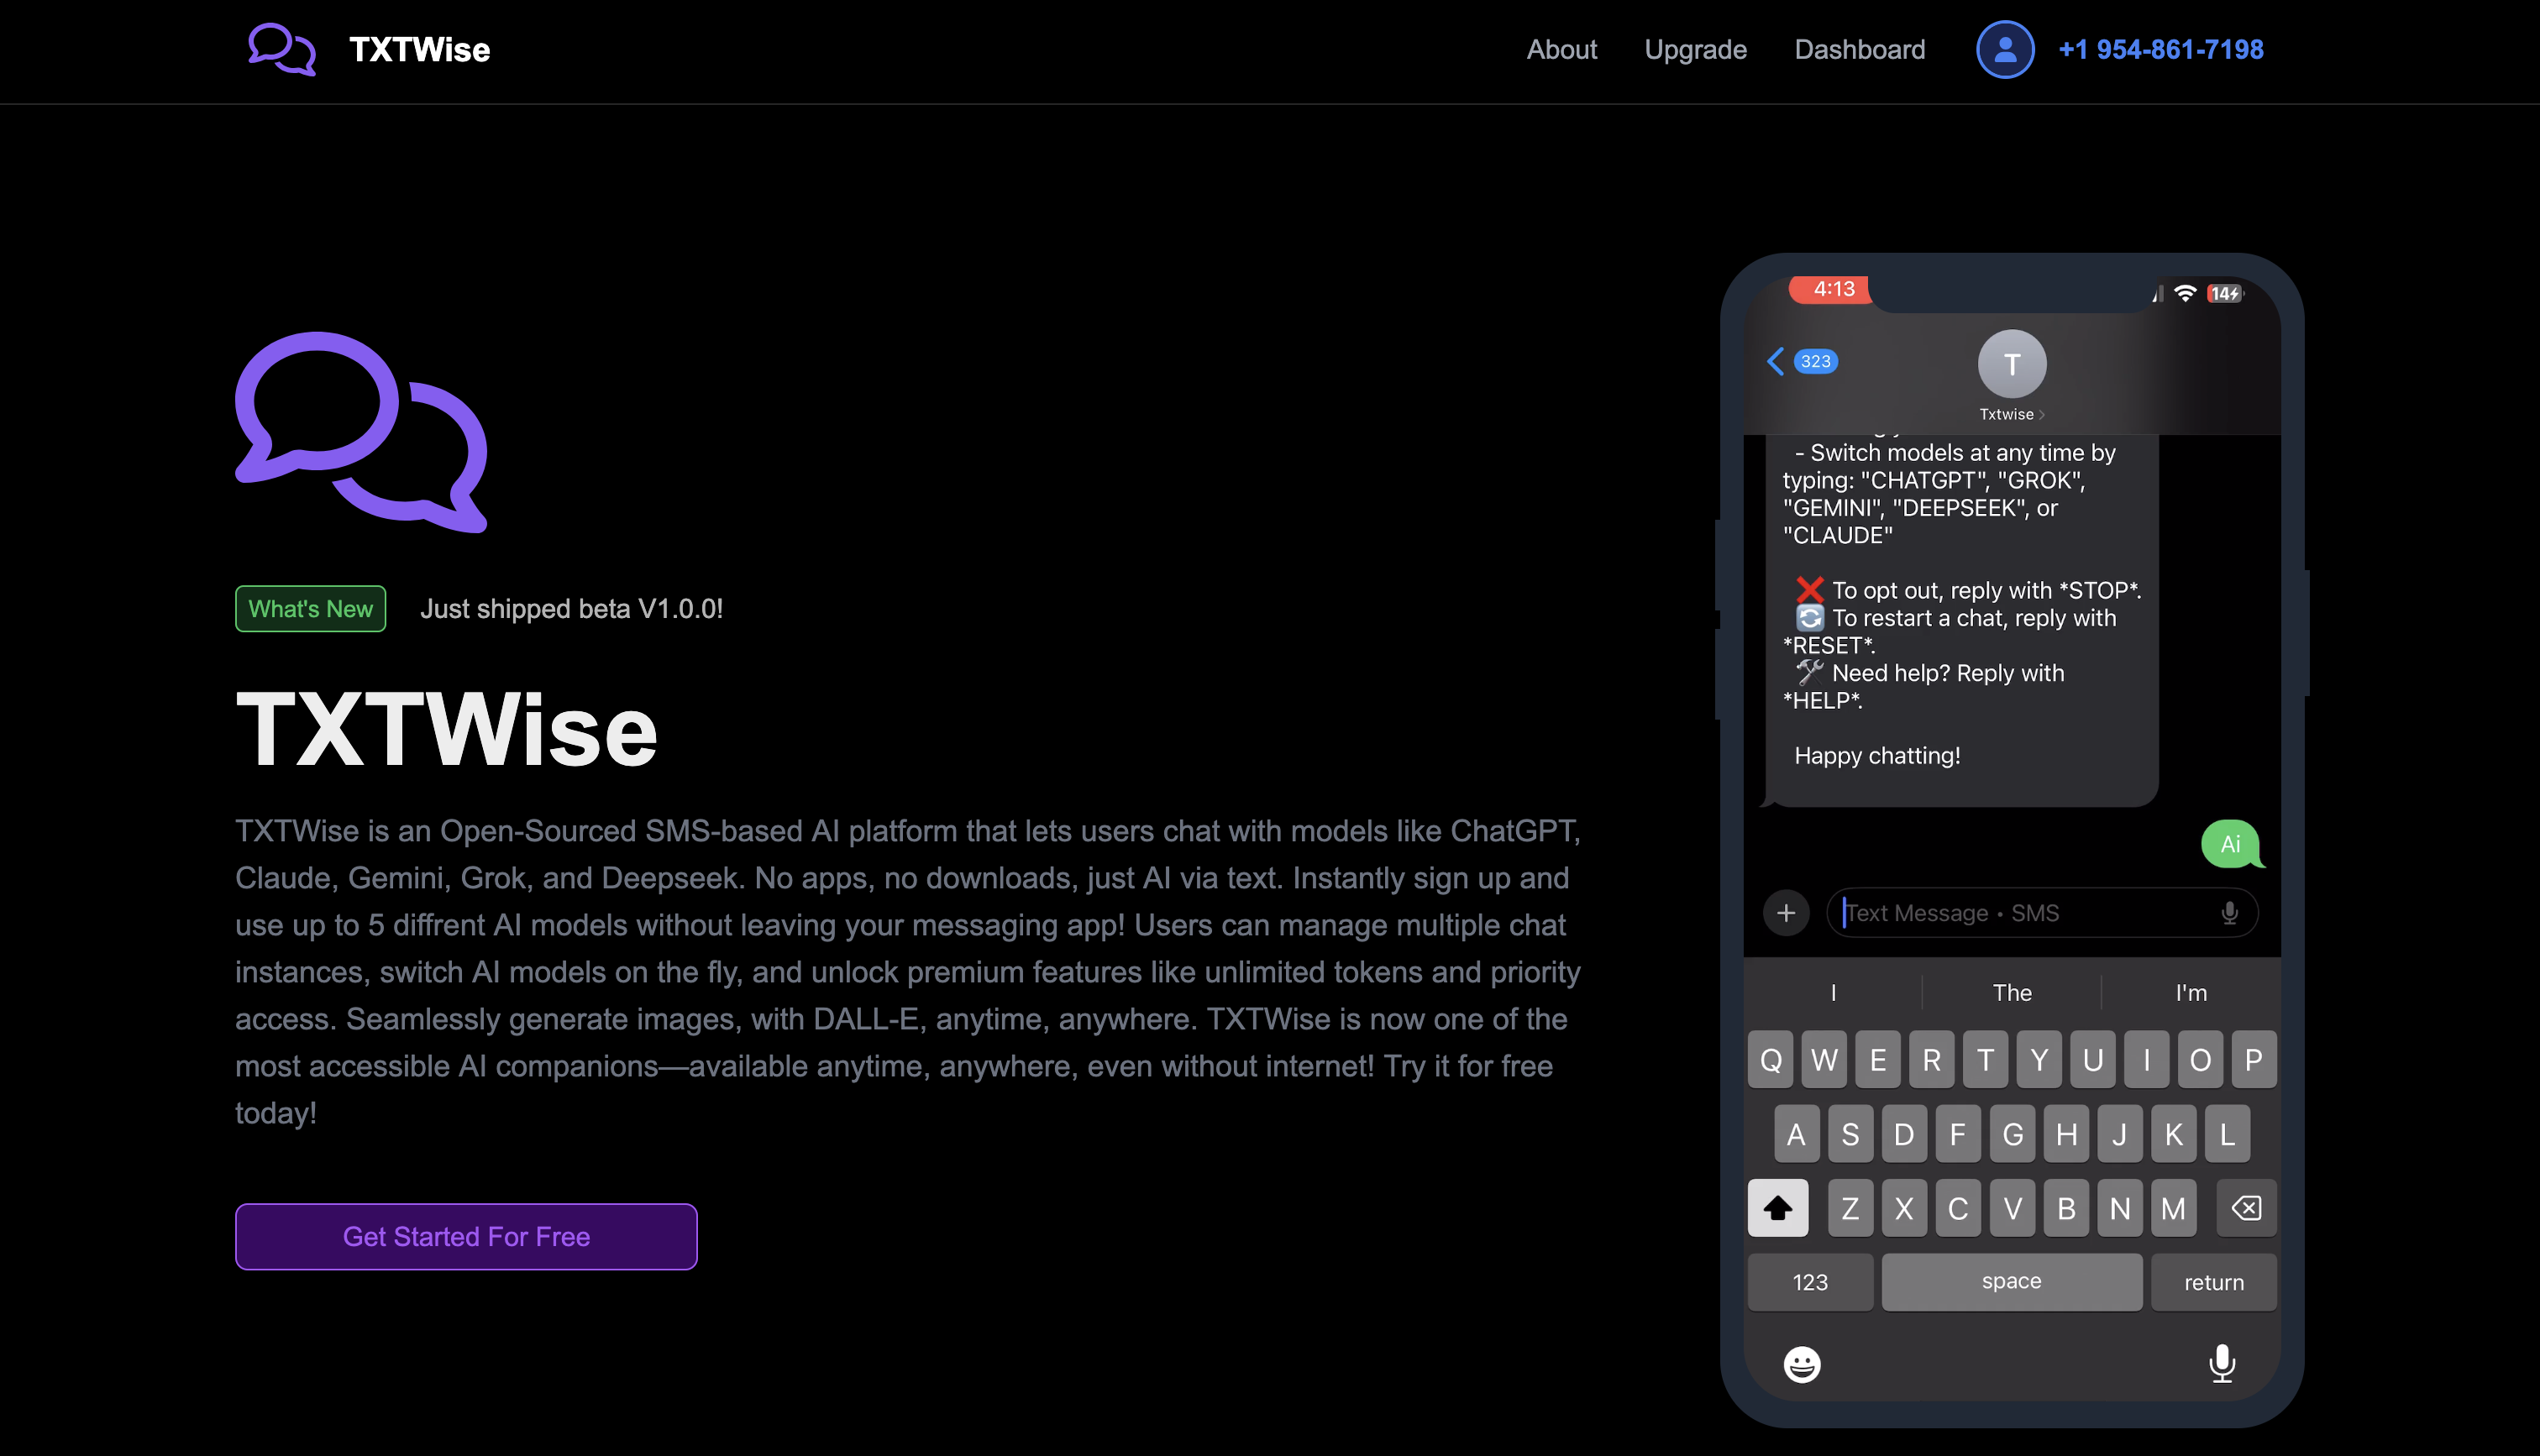 TXTWise
About
Upgrade
Dashboard
+1 954-861-7198
What's New
Just shipped beta V1.0.0!
TXTWise
TXTWise is an Open-Sourced SMS-based AI platform that lets users chat with models like ChatGPT,
Claude, Gemini, Grok, and Deepseek. No apps, no downloads, just AI via text. Instantly sign up and
use up to 5 diffrent AI models without leaving your messaging app! Users can manage multiple chat
instances, switch AI models on the fly, and unlock premium features like unlimited tokens and priority
access. Seamlessly generate images, with DALL-E, anytime, anywhere. TXTWise is now one of the
most accessible AI companions—available anytime, anywhere, even without internet! Try it for free
today!
Get Started For Free
4:13
14
323
T
Txtwise
- Switch models at any time by
typing: "CHATGPT", "GROK",
"GEMINI", "DEEPSEEK", or
"CLAUDE"
❌ To opt out, reply with *STOP*.
🔄 To restart a chat, reply with
*RESET*.
🛠 Need help? Reply with
*HELP*.
Happy chatting!
Ai
Text Message • SMS
I The I'm
Q W E R T Y U I O P
A S D F G H J K L
Z X C V B N M
123 space return